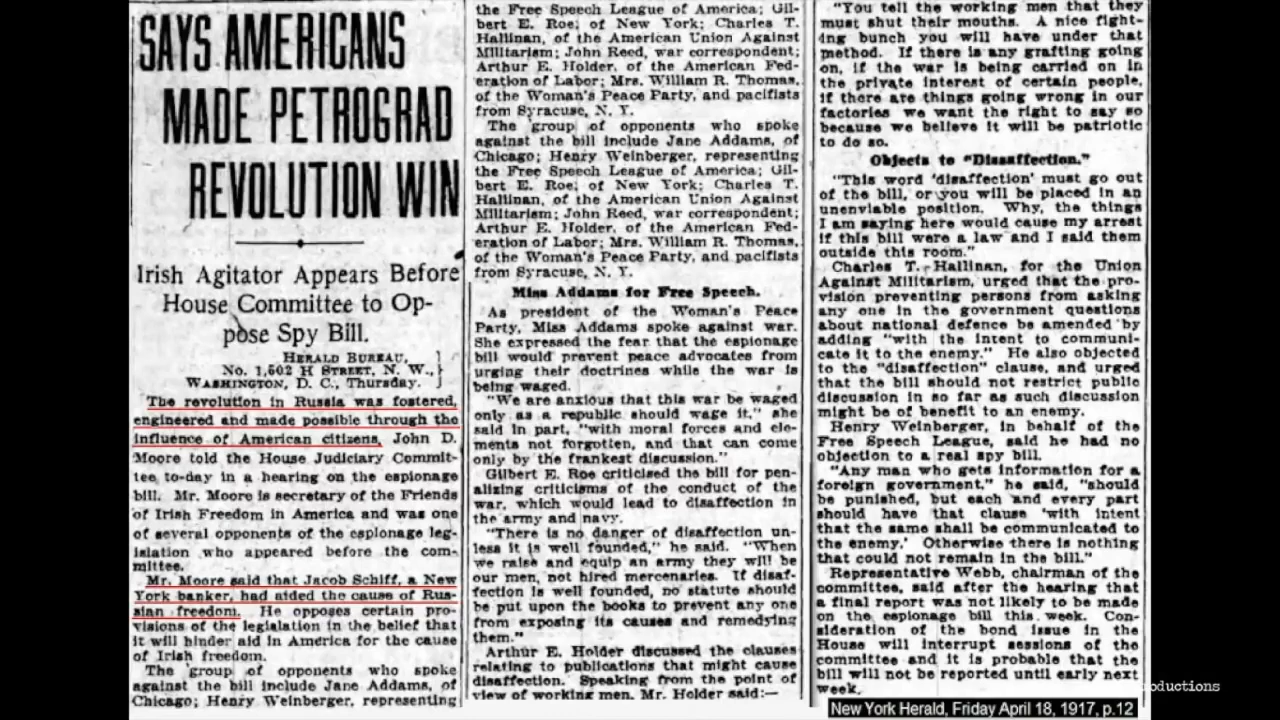 SAYS AMERICANS
MADE PETROGRAD
REVOLUTION WIN
Irish Agitator Appears Before
House Committee to Op-
pose Spy Bill.
HERALD BUREAU,
No. 1,502 H STREET, N. W.,
WASHINGTON, D. C., Thursday.
The revolution in Russia was fostered,
engineered and made possible through the
influence of American citizens, John D.
Moore told the House Judiciary Commit-
tee to-day in a hearing on the espionage
bill. Mr. Moore is secretary of the Friends
of Irish Freedom in America and was one
of several opponents of the espionage leg-
islation who appeared before the com-
mittee.
Mr. Moore said that Jacob Schiff, a New
York banker, had aided the cause of Rus-
sian freedom. He opposes certain pro-
visions of the legislation in the belief that
it will hinder aid in America for the cause
of Irish freedom.
The group of opponents who spoke
against the bill include Jane Addams, of
Chicago; Henry Weinberger, representing
the Free Speech League of America; Gil-
bert E. Roe, of New York; Charles T.
Hallinan, of the American Union Against
Militarism; John Reed, war correspondent;
Arthur E. Holder, of the American Fed-
eration of Labor; Mrs. William R. Thomas,
of the Woman's Peace Party, and pacifists
from Syracuse, N. Y.
The group of opponents who spoke
against the bill include Jane Addams, of
Chicago; Henry Weinberger, representing
the Free Speech League of America; Gil-
bert E. Roe, of New York; Charles T.
Hallinan, of the American Union Against
Militarism; John Reed, war correspondent;
Arthur E. Holder, of the American Fed-
eration of Labor; Mrs. William R. Thomas,
of the Woman's Peace Party, and pacifists
from Syracuse, N. Y.
Miss Addams for Free Speech.
As president of the Woman's Peace
Party, Miss Addams spoke against war.
She expressed the fear that the espionage
bill would prevent peace advocates from
urging their doctrines while the war is
being waged.
"We are anxious that this war be waged
only as a republic should wage it," she
said in part, "with moral forces and ele-
ments not forgotten, and that can come
only by the frankest discussion."
Gilbert E. Roe criticised the bill for pen-
alizing criticisms of the conduct of the
war, which would lead to disaffection in
the army and navy.
"There is no danger of disaffection un-
less it is well founded," he said. "When
we raise and equip an army they will be
our men, not hired mercenaries. If disaf-
fection is well founded, no statute should
be put upon the books to prevent any one
from exposing its causes and remedying
them."
Arthur E. Holder discussed the clauses
relating to publications that might cause
disaffection. Speaking from the point of
view of working men, Mr. Holder said:—
"You tell the working men that they
must shut their mouths. A nice fight-
ing bunch you will have under that
method. If there is any grafting going
on, if the war is being carried on in
the private interest of certain people,
if there are things going wrong in our
factories we want the right to say so
because we believe it will be patriotic
to do so.
Objects to "Dissaffection."
"This word 'disaffection' must go out
of the bill, or you will be placed in an
unenviable position. Why, the things
I am saying here would cause my arrest
if this bill were a law and I said them
outside this room."
Charles T. Hallinan, for the Union
Against Militarism, urged that the pro-
vision preventing persons from asking
any one in the government questions
about national defence be amended by
adding "with the intent to communi-
cate it to the enemy." He also objected
to the "disaffection" clause, and urged
that the bill should not restrict public
discussion in so far as such discussion
might be of benefit to an enemy.
Henry Weinberger, in behalf of the
Free Speech League, said he had no
objection to a real spy bill.
"Any man who gets information for a
foreign government," he said, "should
be punished, but each and every part
should have that clause 'with intent
that the same shall be communicated to
the enemy.' Otherwise there is nothing
that could not remain in the bill."
Representative Webb, chairman of the
committee, said after the hearing that
a final report was not likely to be made
on the espionage bill this week. Con-
sideration of the bond issue in the
House will interrupt sessions of the
committee and it is probable that the
bill will not be reported until early next
week.
oductions
New York Herald, Friday April 18, 1917, p.12